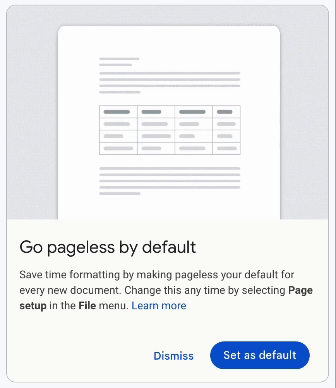 Go pageless by default
Save time formatting by making pageless your default for
every new document. Change this any time by selecting Page
setup in the File menu. Learn more
Dismiss
Set as default